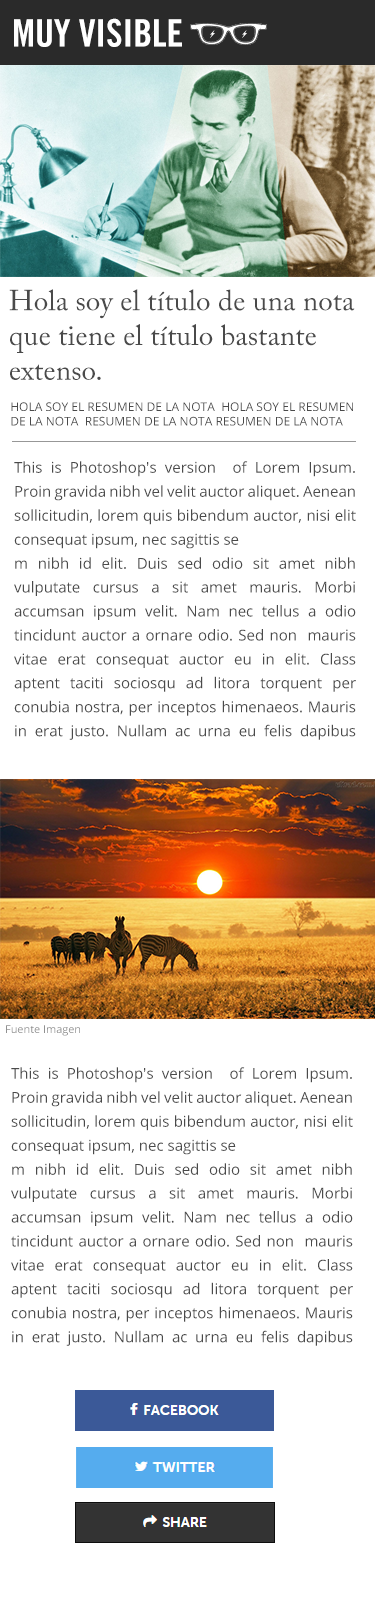 MUY VISIBLE
Hola soy el título de una nota
que tiene el título bastante
extenso.
HOLA SOY EL RESUMEN DE LA NOTA HOLA SOY EL RESUMEN
DE LA NOTA RESUMEN DE LA NOTA RESUMEN DE LA NOTA
This is Photoshop's version of Lorem Ipsum.
Proin gravida nibh vel velit auctor aliquet. Aenean
sollicitudin, lorem quis bibendum auctor, nisi elit
consequat ipsum, nec sagittis se
m nibh id elit. Duis sed odio sit amet nibh
vulputate cursus a sit amet mauris. Morbi
accumsan ipsum velit. Nam nec tellus a odio
tincidunt auctor a ornare odio. Sed non mauris
vitae erat consequat auctor eu in elit. Class
aptent taciti sociosqu ad litora torquent per
conubia nostra, per inceptos himenaeos. Mauris
in erat justo. Nullam ac urna eu felis dapibus
Fuente Imagen
This is Photoshop's version of Lorem Ipsum.
Proin gravida nibh vel velit auctor aliquet. Aenean
sollicitudin, lorem quis bibendum auctor, nisi elit
consequat ipsum, nec sagittis se
m nibh id elit. Duis sed odio sit amet nibh
vulputate cursus a sit amet mauris. Morbi
accumsan ipsum velit. Nam nec tellus a odio
tincidunt auctor a ornare odio. Sed non mauris
vitae erat consequat auctor eu in elit. Class
aptent taciti sociosqu ad litora torquent per
conubia nostra, per inceptos himenaeos. Mauris
in erat justo. Nullam ac urna eu felis dapibus
FACEBOOK
TWITTER
SHARE